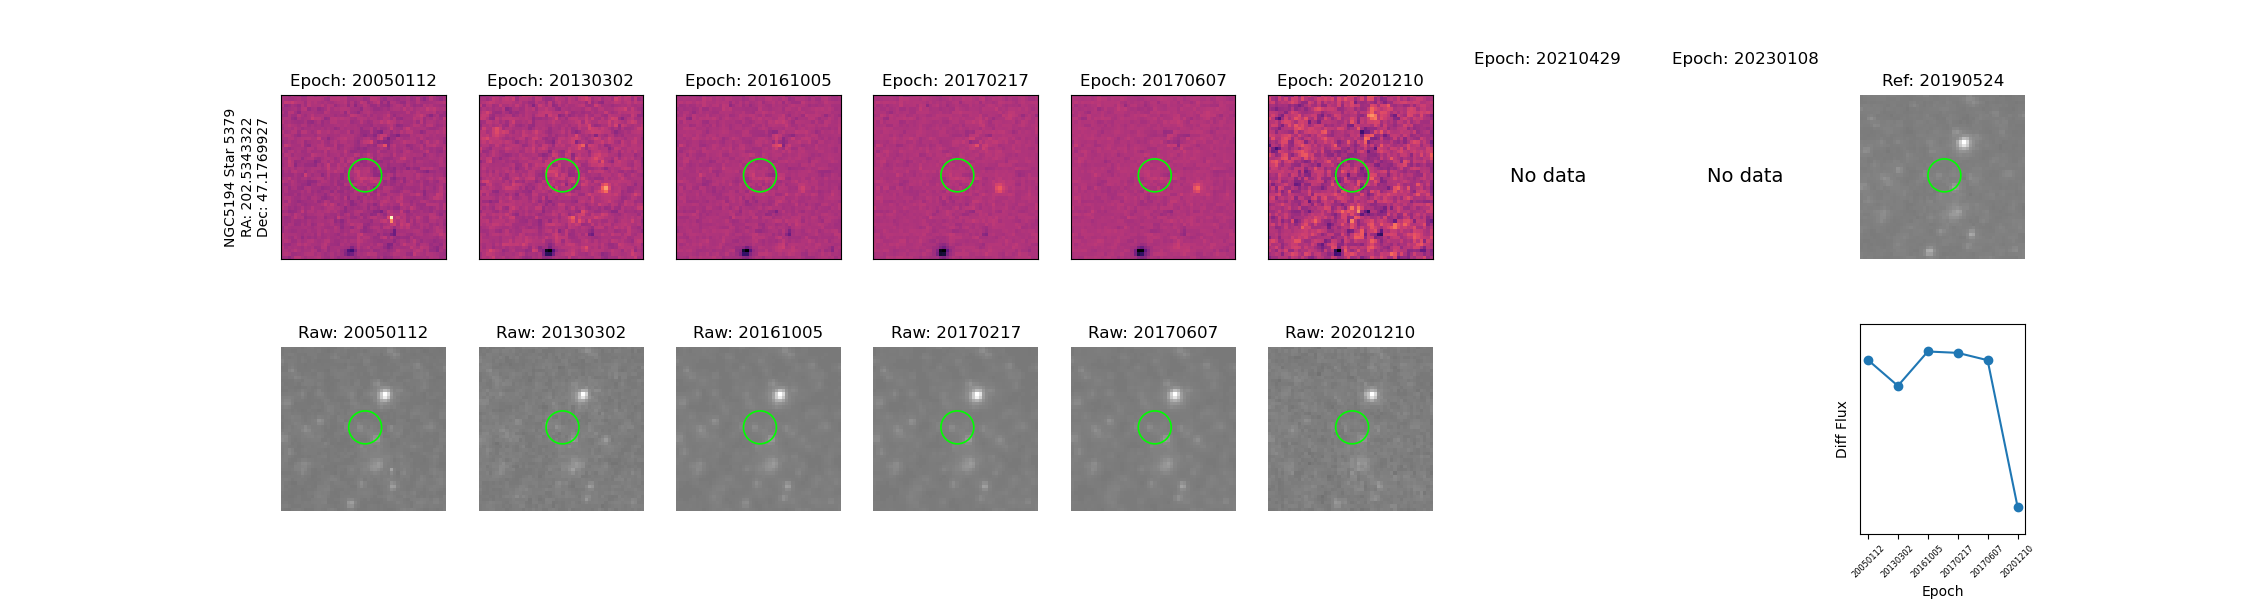 NGC5194 Star 5379
RA: 202.5343322
Dec: 47.1769927
Epoch: 20050112
Epoch: 20130302
Epoch: 20161005
Epoch: 20170217
Epoch: 20170607
Epoch: 20201210
Epoch: 20210429
Epoch: 20230108
Ref: 20190524
No data
No data
Raw: 20050112
Raw: 20130302
Raw: 20161005
Raw: 20170217
Raw: 20170607
Raw: 20201210
Diff Flux
20050112
20130302
20161005
20170217
20170607
20201210
Epoch